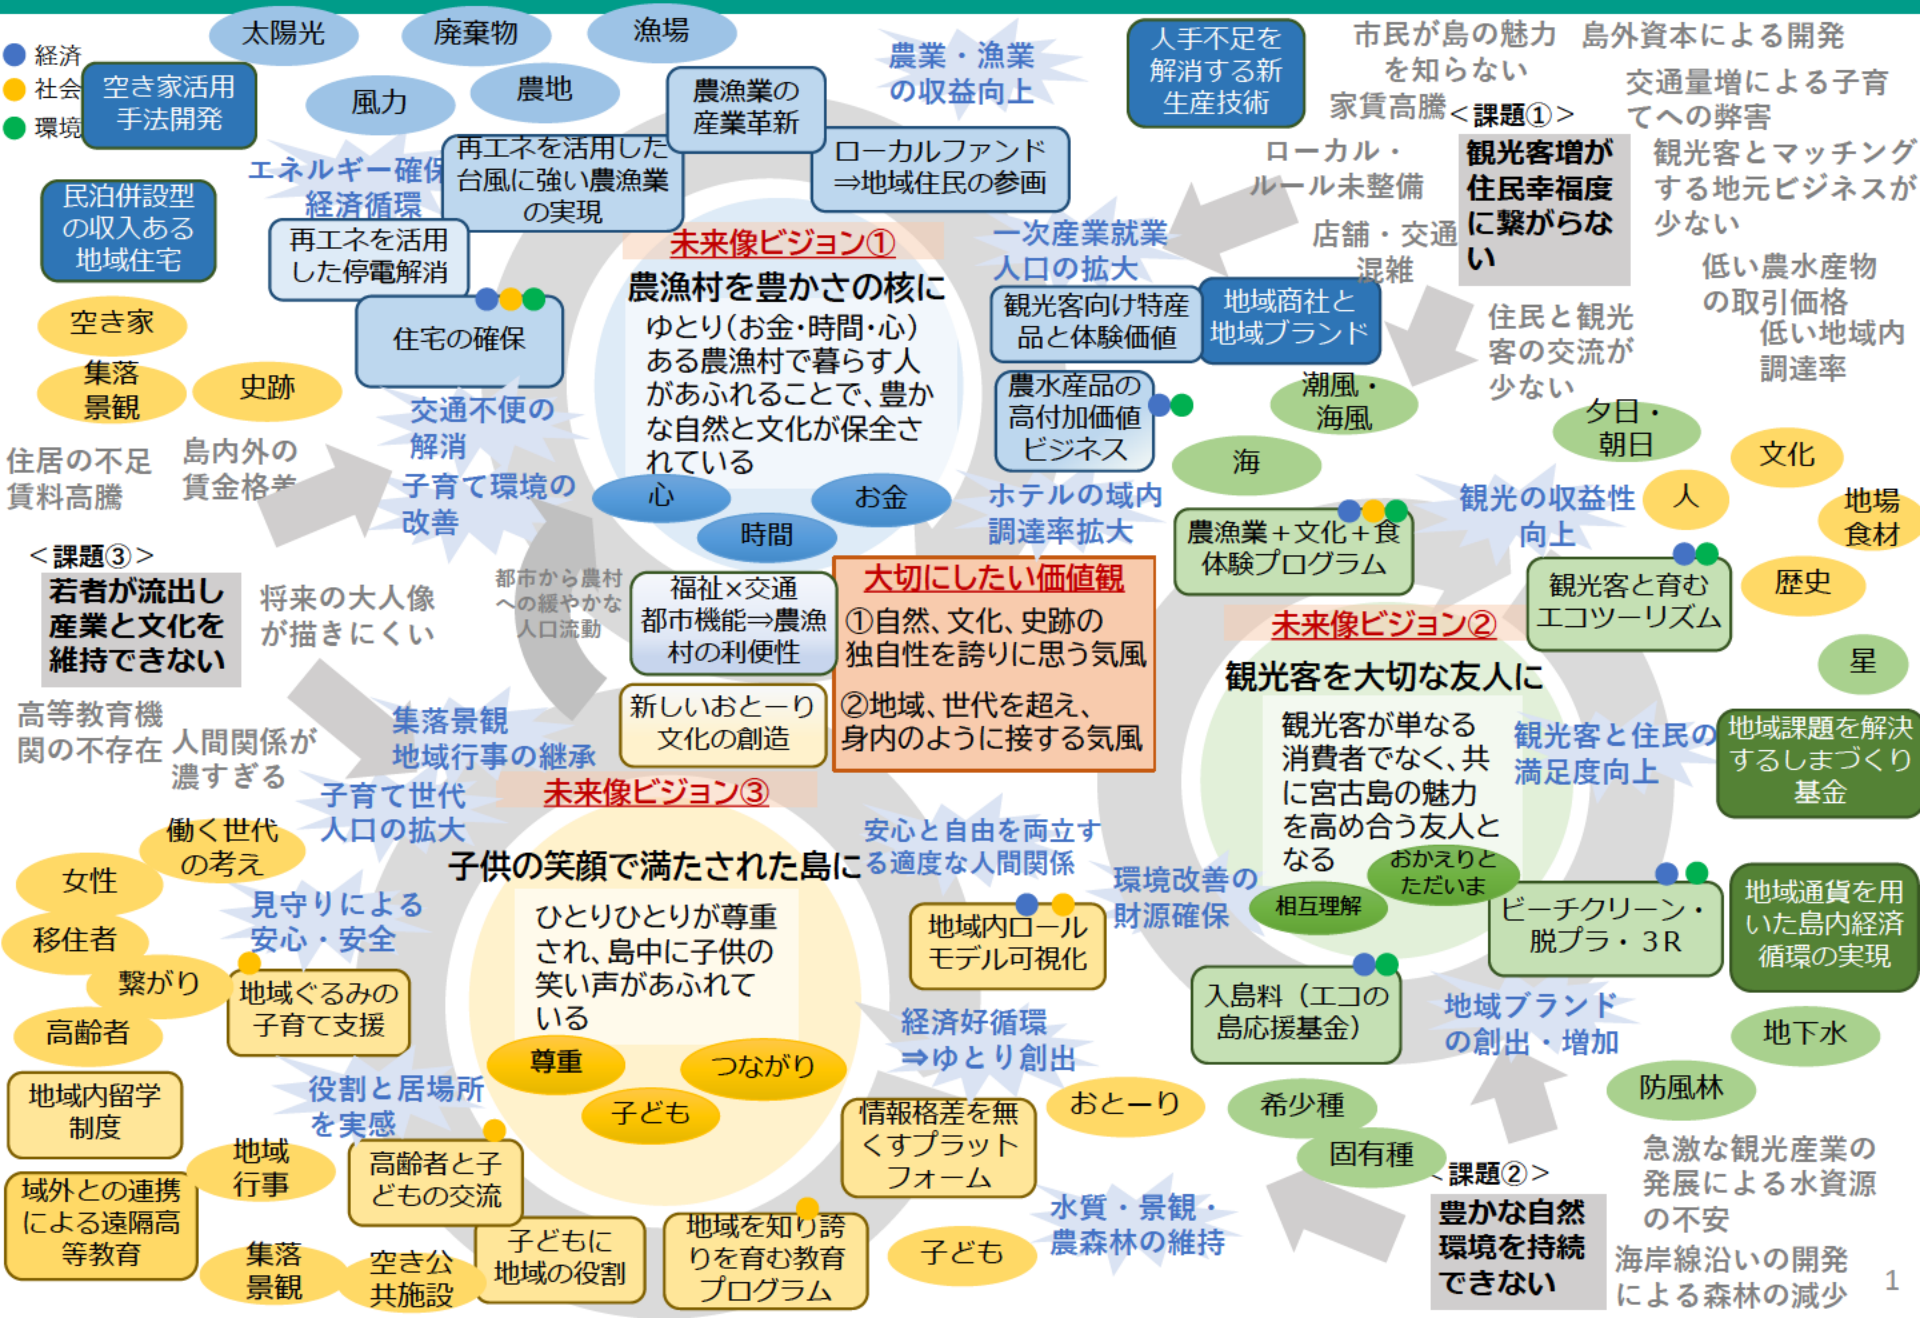 経済
社会
環境
太陽光
廃棄物
漁場
風力
農地
空き家活用
手法開発
民泊併設型
の収入ある
地域住宅
エネルギー確保
経済循環
農漁業の
産業革新
再エネを活用した
台風に強い農漁業
の実現
ローカルファンド
⇒地域住民の参画
農業・漁業
の収益向上
人手不足を
解消する新
生産技術
再エネを活用
した停電解消
住宅の確保
空き家
集落
景観
史跡
未来像ビジョン①
農漁村を豊かさの核に
ゆとり(お金・時間・心)
ある農漁村で暮らす人
があふれることで、豊か
な自然と文化が保全さ
れている
心
お金
時間
一次産業就業
人口の拡大
観光客向け特産
品と体験価値
地域商社と
地域ブランド
農水産品の
高付加価値
ビジネス
ホテルの域内
調達率拡大
交通不便の
解消
子育て環境の
改善
市民が島の魅力
を知らない
島外資本による開発
家賃高騰
交通量増による子育
てへの弊害
<課題①>
観光客増が
住民幸福度
に繋がらな
い
ローカル・
ルール未整備
店舗・交通
混雑
観光客とマッチング
する地元ビジネスが
少ない
低い農水産物
の取引価格
低い地域内
調達率
住民と観光
客の交流が
少ない
住居の不足
賃料高騰
島内外の
賃金格差
<課題③>
若者が流出し
産業と文化を
維持できない
将来の大人像
が描きにくい
高等教育機
関の不存在
人間関係が
濃すぎる
都市から農村
への緩やかな
人口流動
福祉×交通
都市機能⇒農漁
村の利便性
新しいおとーり
文化の創造
大切にしたい価値観
①自然、文化、史跡の
独自性を誇りに思う気風
②地域、世代を超え、
身内のように接する気風
潮風・
海風
海
夕日・
朝日
文化
人
地場
食材
歴史
星
農漁業+文化+食
体験プログラム
観光の収益性
向上
観光客と育む
エコツーリズム
未来像ビジョン②
観光客を大切な友人に
観光客が単なる
消費者でなく、共
に宮古島の魅力
を高め合う友人と
なる
おかえりと
ただいま
相互理解
観光客と住民の
満足度向上
地域課題を解決
するしまづくり
基金
地域通貨を用
いた島内経済
循環の実現
ビーチクリーン・
脱プラ・3R
環境改善の
財源確保
入島料(エコの
島応援基金)
地域ブランド
の創出・増加
地下水
防風林
希少種
固有種
<課題②>
豊かな自然
環境を持続
できない
急激な観光産業の
発展による水資源
の不安
海岸線沿いの開発
による森林の減少
水質・景観・
農森林の維持
集落景観
地域行事の継承
子育て世代
人口の拡大
未来像ビジョン③
子供の笑顔で満たされた島に
ひとりひとりが尊重
され、島中に子供の
笑い声があふれて
いる
尊重
つながり
子ども
安心と自由を両立す
る適度な人間関係
地域内ロール
モデル可視化
経済好循環
⇒ゆとり創出
情報格差を無
くすプラット
フォーム
おとーり
子ども
働く世代
の考え
女性
移住者
繋がり
高齢者
見守りによる
安心・安全
地域ぐるみの
子育て支援
役割と居場所
を実感
地域内留学
制度
域外との連携
による遠隔高
等教育
地域
行事
高齢者と子
どもの交流
集落
景観
空き公
共施設
子どもに
地域の役割
地域を知り誇
りを育む教育
プログラム
1